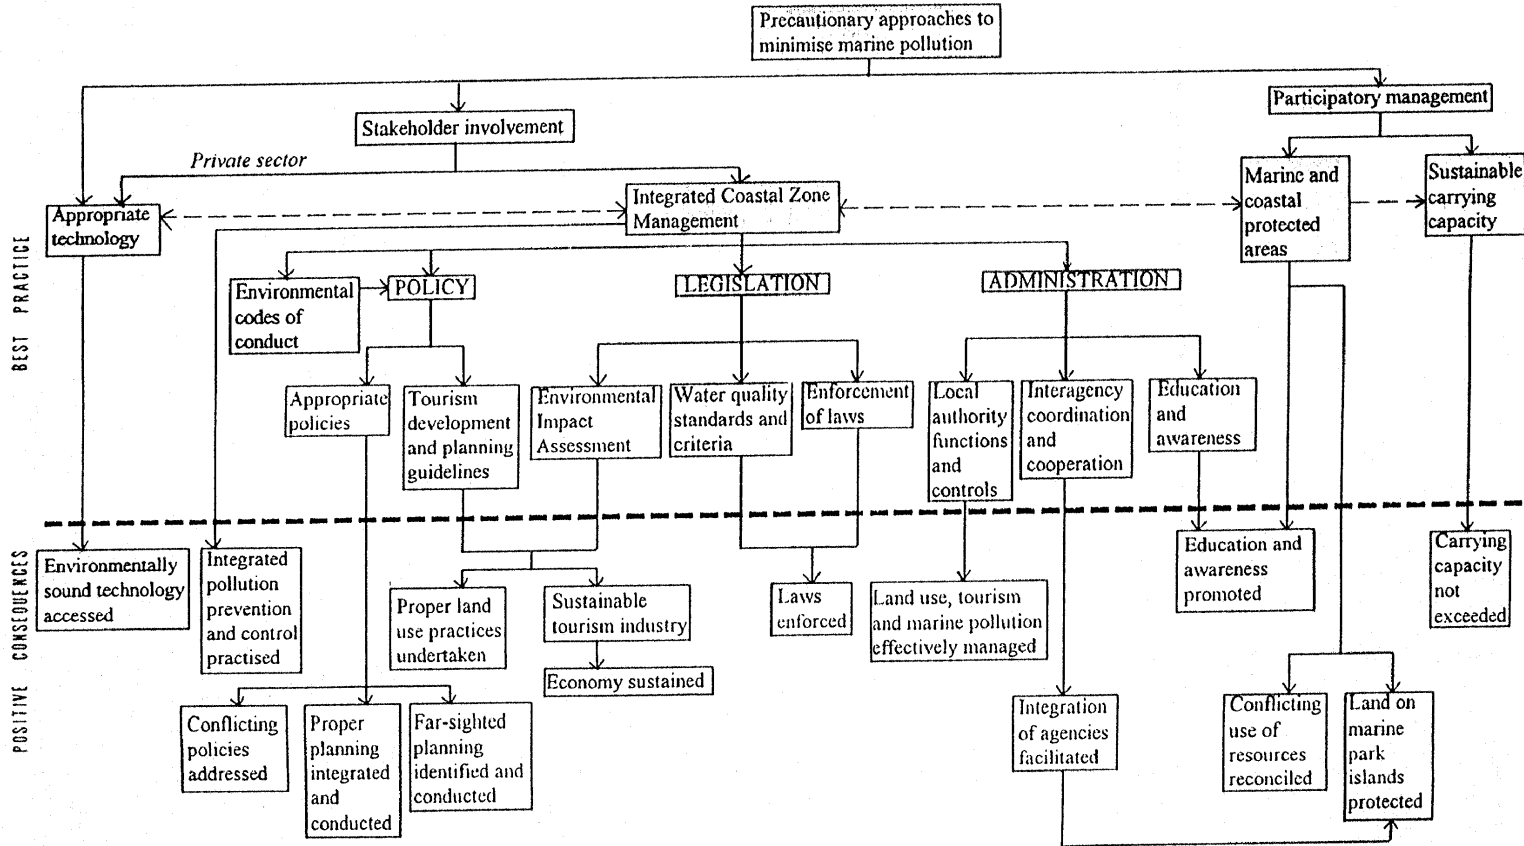 Precautionary approaches to
minimise marine pollution
Participatory management
Stakeholder involvement
Private sector
Appropriate
technology
Integrated Coastal Zone
Management
Marine and
coastal
protected
areas
Sustainable
carrying
capacity
BEST PRACTICE
Environmental
codes of
conduct
POLICY
LEGISLATION
ADMINISTRATION
Appropriate
policies
Tourism
development
and planning
guidelines
Environmental
Impact
Assessment
Water quality
standards and
criteria
Enforcement
of laws
Local
authority
functions
and
controls
Interagency
coordination
and
cooperation
Education
and
awareness
POSITIVE CONSEQUENCES
Environmentally
sound technology
accessed
Integrated
pollution
prevention
and control
practised
Proper land
use practices
undertaken
Sustainable
tourism industry
Economy sustained
Laws
enforced
Land use, tourism
and marine pollution
effectively managed
Education and
awareness
promoted
Carrying
capacity
not
exceeded
Conflicting
policies
addressed
Proper
planning
integrated
and
conducted
Far-sighted
planning
identified and
conducted
Integration
of agencies
facilitated
Conflicting
use of
resources
reconciled
Land on
marine
park
islands
protected